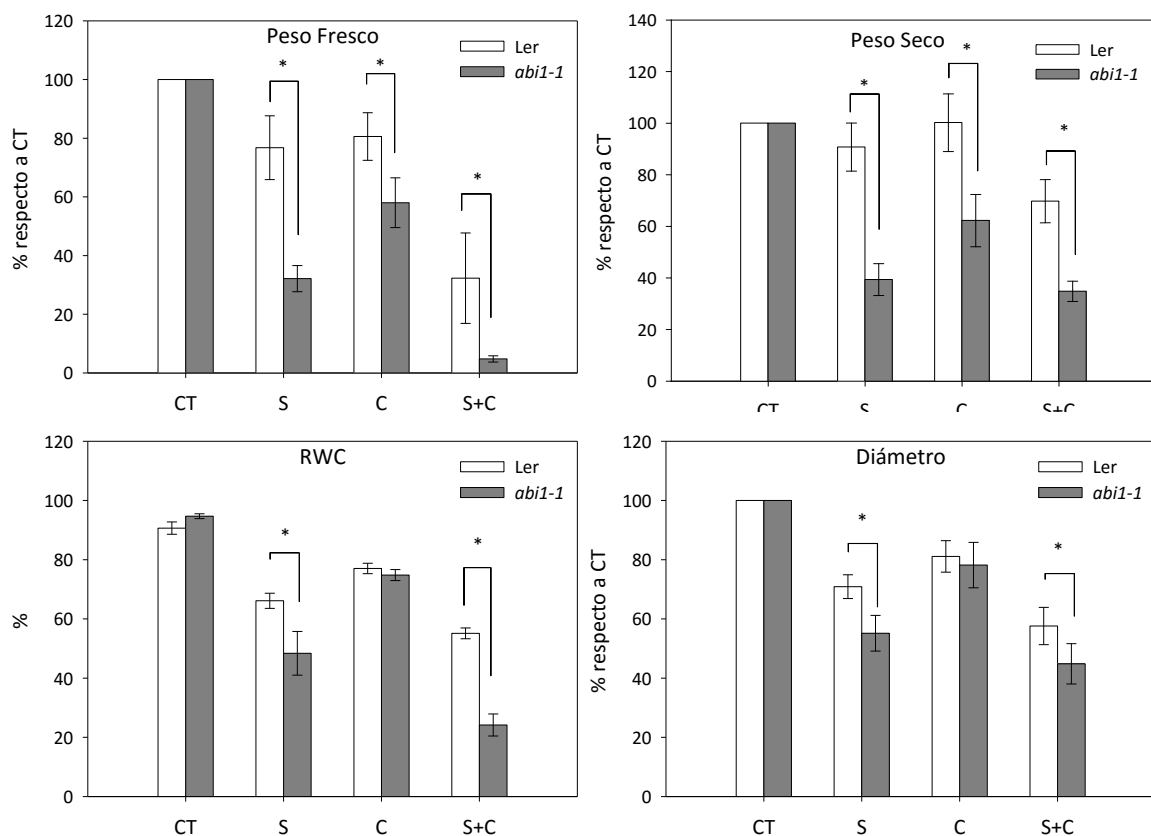 Peso Fresco
Ler
abi1-1
120
100
80
60
40
20
0
% respecto a CT
* * *
CT S C S+C
Peso Seco
Ler
abi1-1
140
120
100
80
60
40
20
0
% respecto a CT
* * *
CT S C S+C
RWC
Ler
abi1-1
120
100
80
60
40
20
0
%
* *
CT S C S+C
Diámetro
Ler
abi1-1
120
100
80
60
40
20
0
% respecto a CT
* *
CT S C S+C